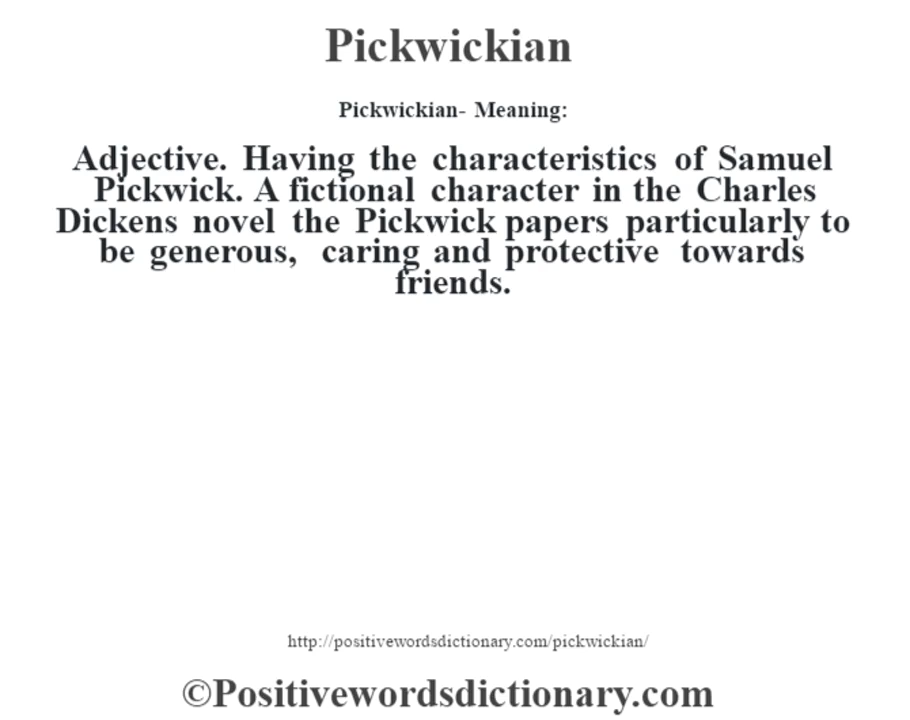 Pickwickian
Pickwickian- Meaning:
Adjective. Having the characteristics of Samuel
Pickwick. A fictional character in the Charles
Dickens novel the Pickwick papers particularly to
be generous, caring and protective towards
friends.
http://positivewordsdictionary.com/pickwickian/
©Positivewordsdictionary.com